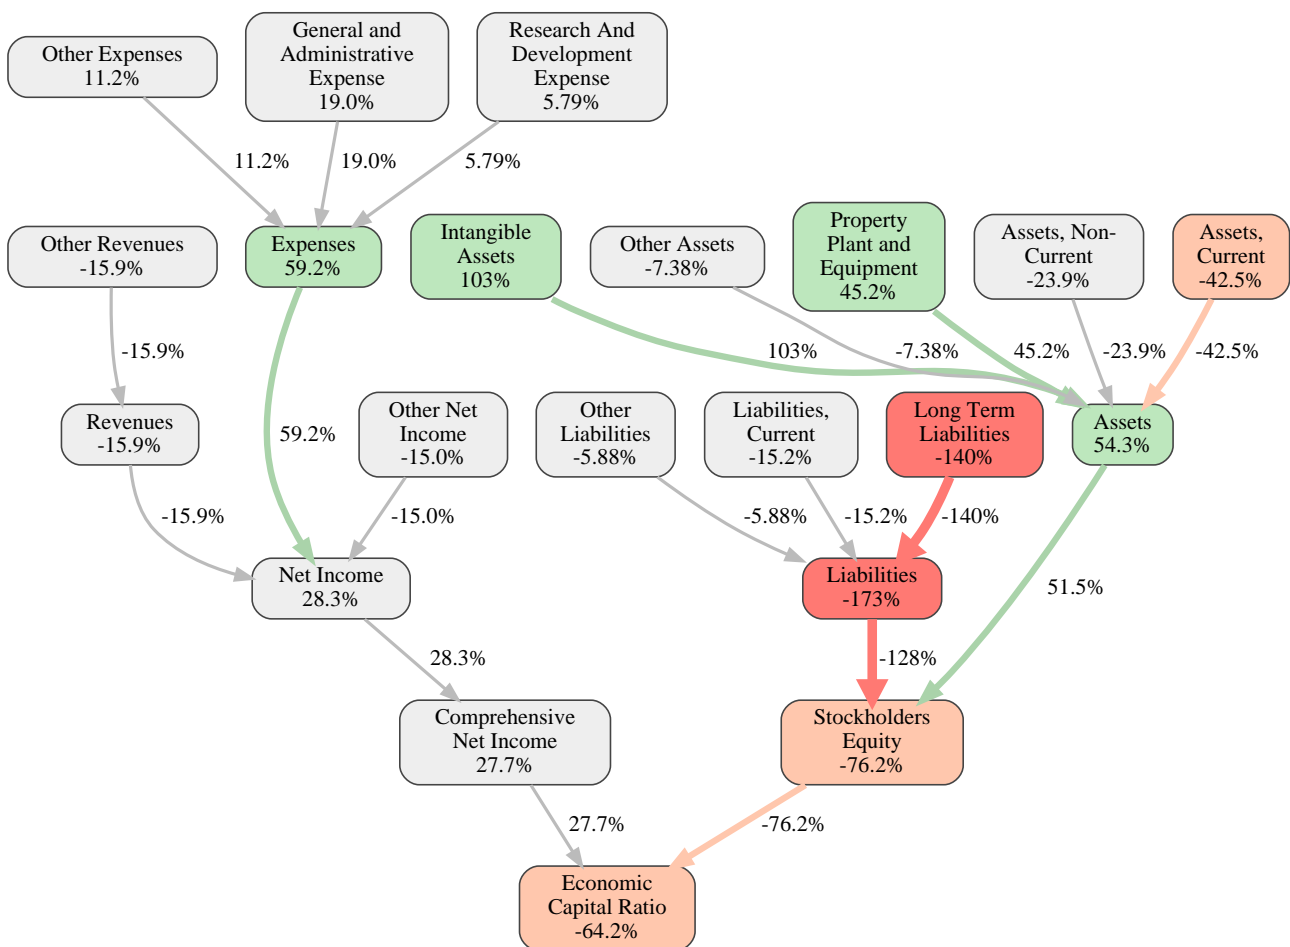 Other Expenses
11.2%
General and
Administrative
Expense
19.0%
Research And
Development
Expense
5.79%
11.2%
19.0%
5.79%
Other Revenues
-15.9%
Expenses
59.2%
Intangible
Assets
103%
Other Assets
-7.38%
Property
Plant and
Equipment
45.2%
Assets, Non-
Current
-23.9%
Assets,
Current
-42.5%
-15.9%
103%
-7.38%
45.2%
-23.9%
-42.5%
Revenues
-15.9%
59.2%
Other Net
Income
-15.0%
Other
Liabilities
-5.88%
Liabilities,
Current
-15.2%
Long Term
Liabilities
-140%
Assets
54.3%
-15.9%
-15.0%
-5.88%
-15.2%
-140%
Net Income
28.3%
Liabilities
-173%
51.5%
28.3%
-128%
Comprehensive
Net Income
27.7%
Stockholders
Equity
-76.2%
27.7%
-76.2%
Economic
Capital Ratio
-64.2%